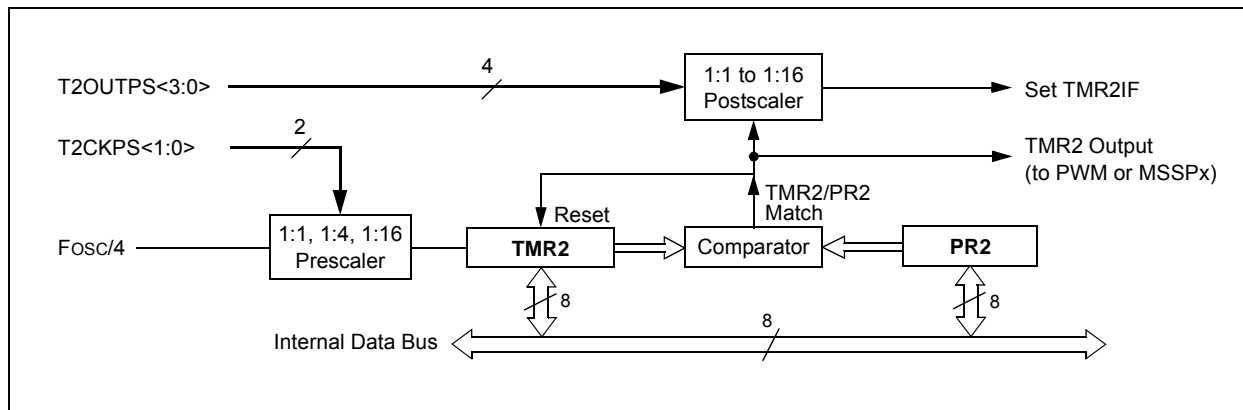 4
1:1 to 1:16
Postscaler
T2OUTPS<3:0>
Set TMR2IF
2
T2CKPS<1:0>
TMR2 Output
(to PWM or MSSPx)
TMR2/PR2
Match
Reset
FOSC/4
1:1, 1:4, 1:16
Prescaler
TMR2
Comparator
PR2
8
8
8
Internal Data Bus